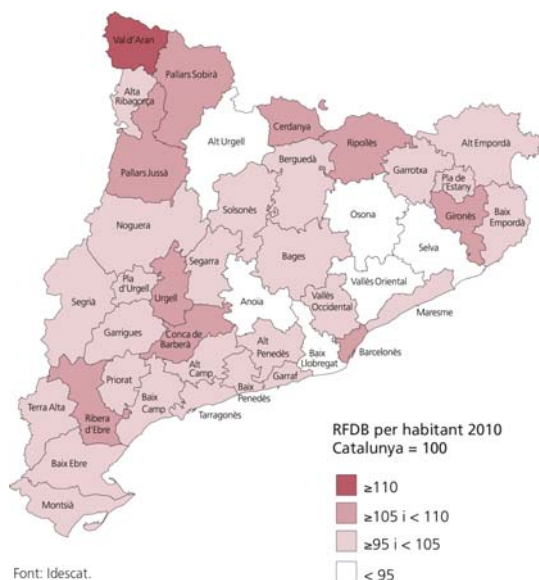 Val d'Aran
Pallars Sobirà
Alta
Ribagorça
Alt Urgell
Cerdanya
Ripollès
Alt Empordà
Berguedà
Garrotxa
Pla de
l'Estany
Pallars Jussà
Solsonès
Osona
Gironès
Baix
Empordà
Noguera
Selva
Segarra
Bages
Vallès Oriental
Pla
d'Urgell
Urgell
Segrià
Anoia
Vallès
Occidental
Maresme
Garrigues
Conca de
Barberà
Alt
Penedès
Baix
Llobregat
Barcelonès
Alt
Camp
Priorat
Garraf
Baix
Camp
Baix
Penedès
Terra Alta
Ribera
d'Ebre
Tarragonès
Baix Ebre
Montsià
RFDB per habitant 2010
Catalunya = 100
≥110
≥105 i < 110
≥95 i < 105
< 95
Font: Idescat.